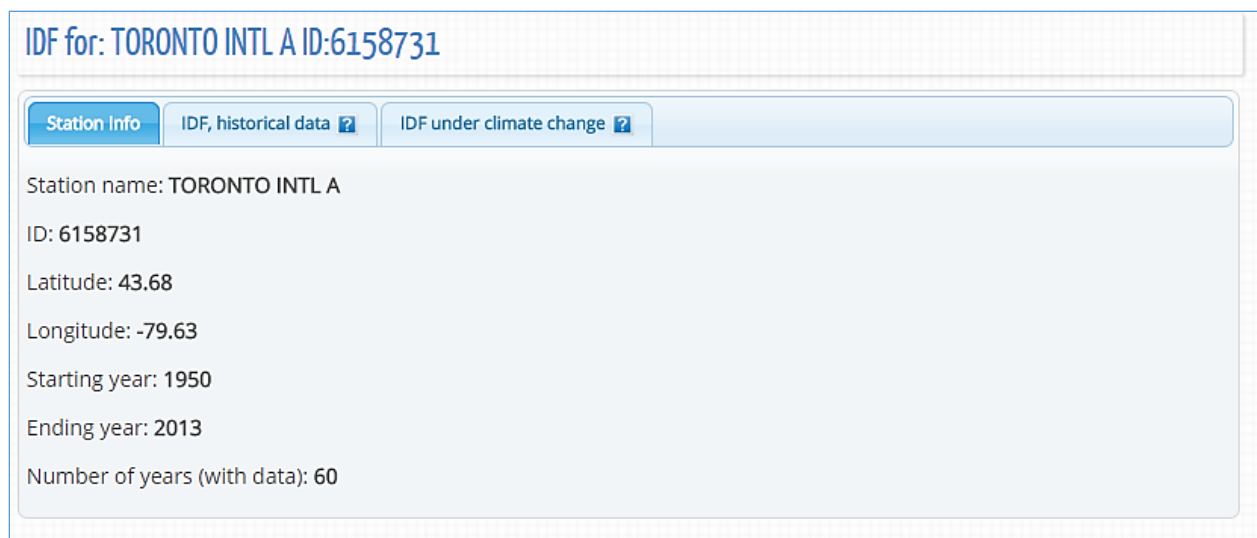 IDF for: TORONTO INTL A ID:6158731
Station Info IDF, historical data ? IDF under climate change ?
Station name: TORONTO INTL A
ID: 6158731
Latitude: 43.68
Longitude: -79.63
Starting year: 1950
Ending year: 2013
Number of years (with data): 60